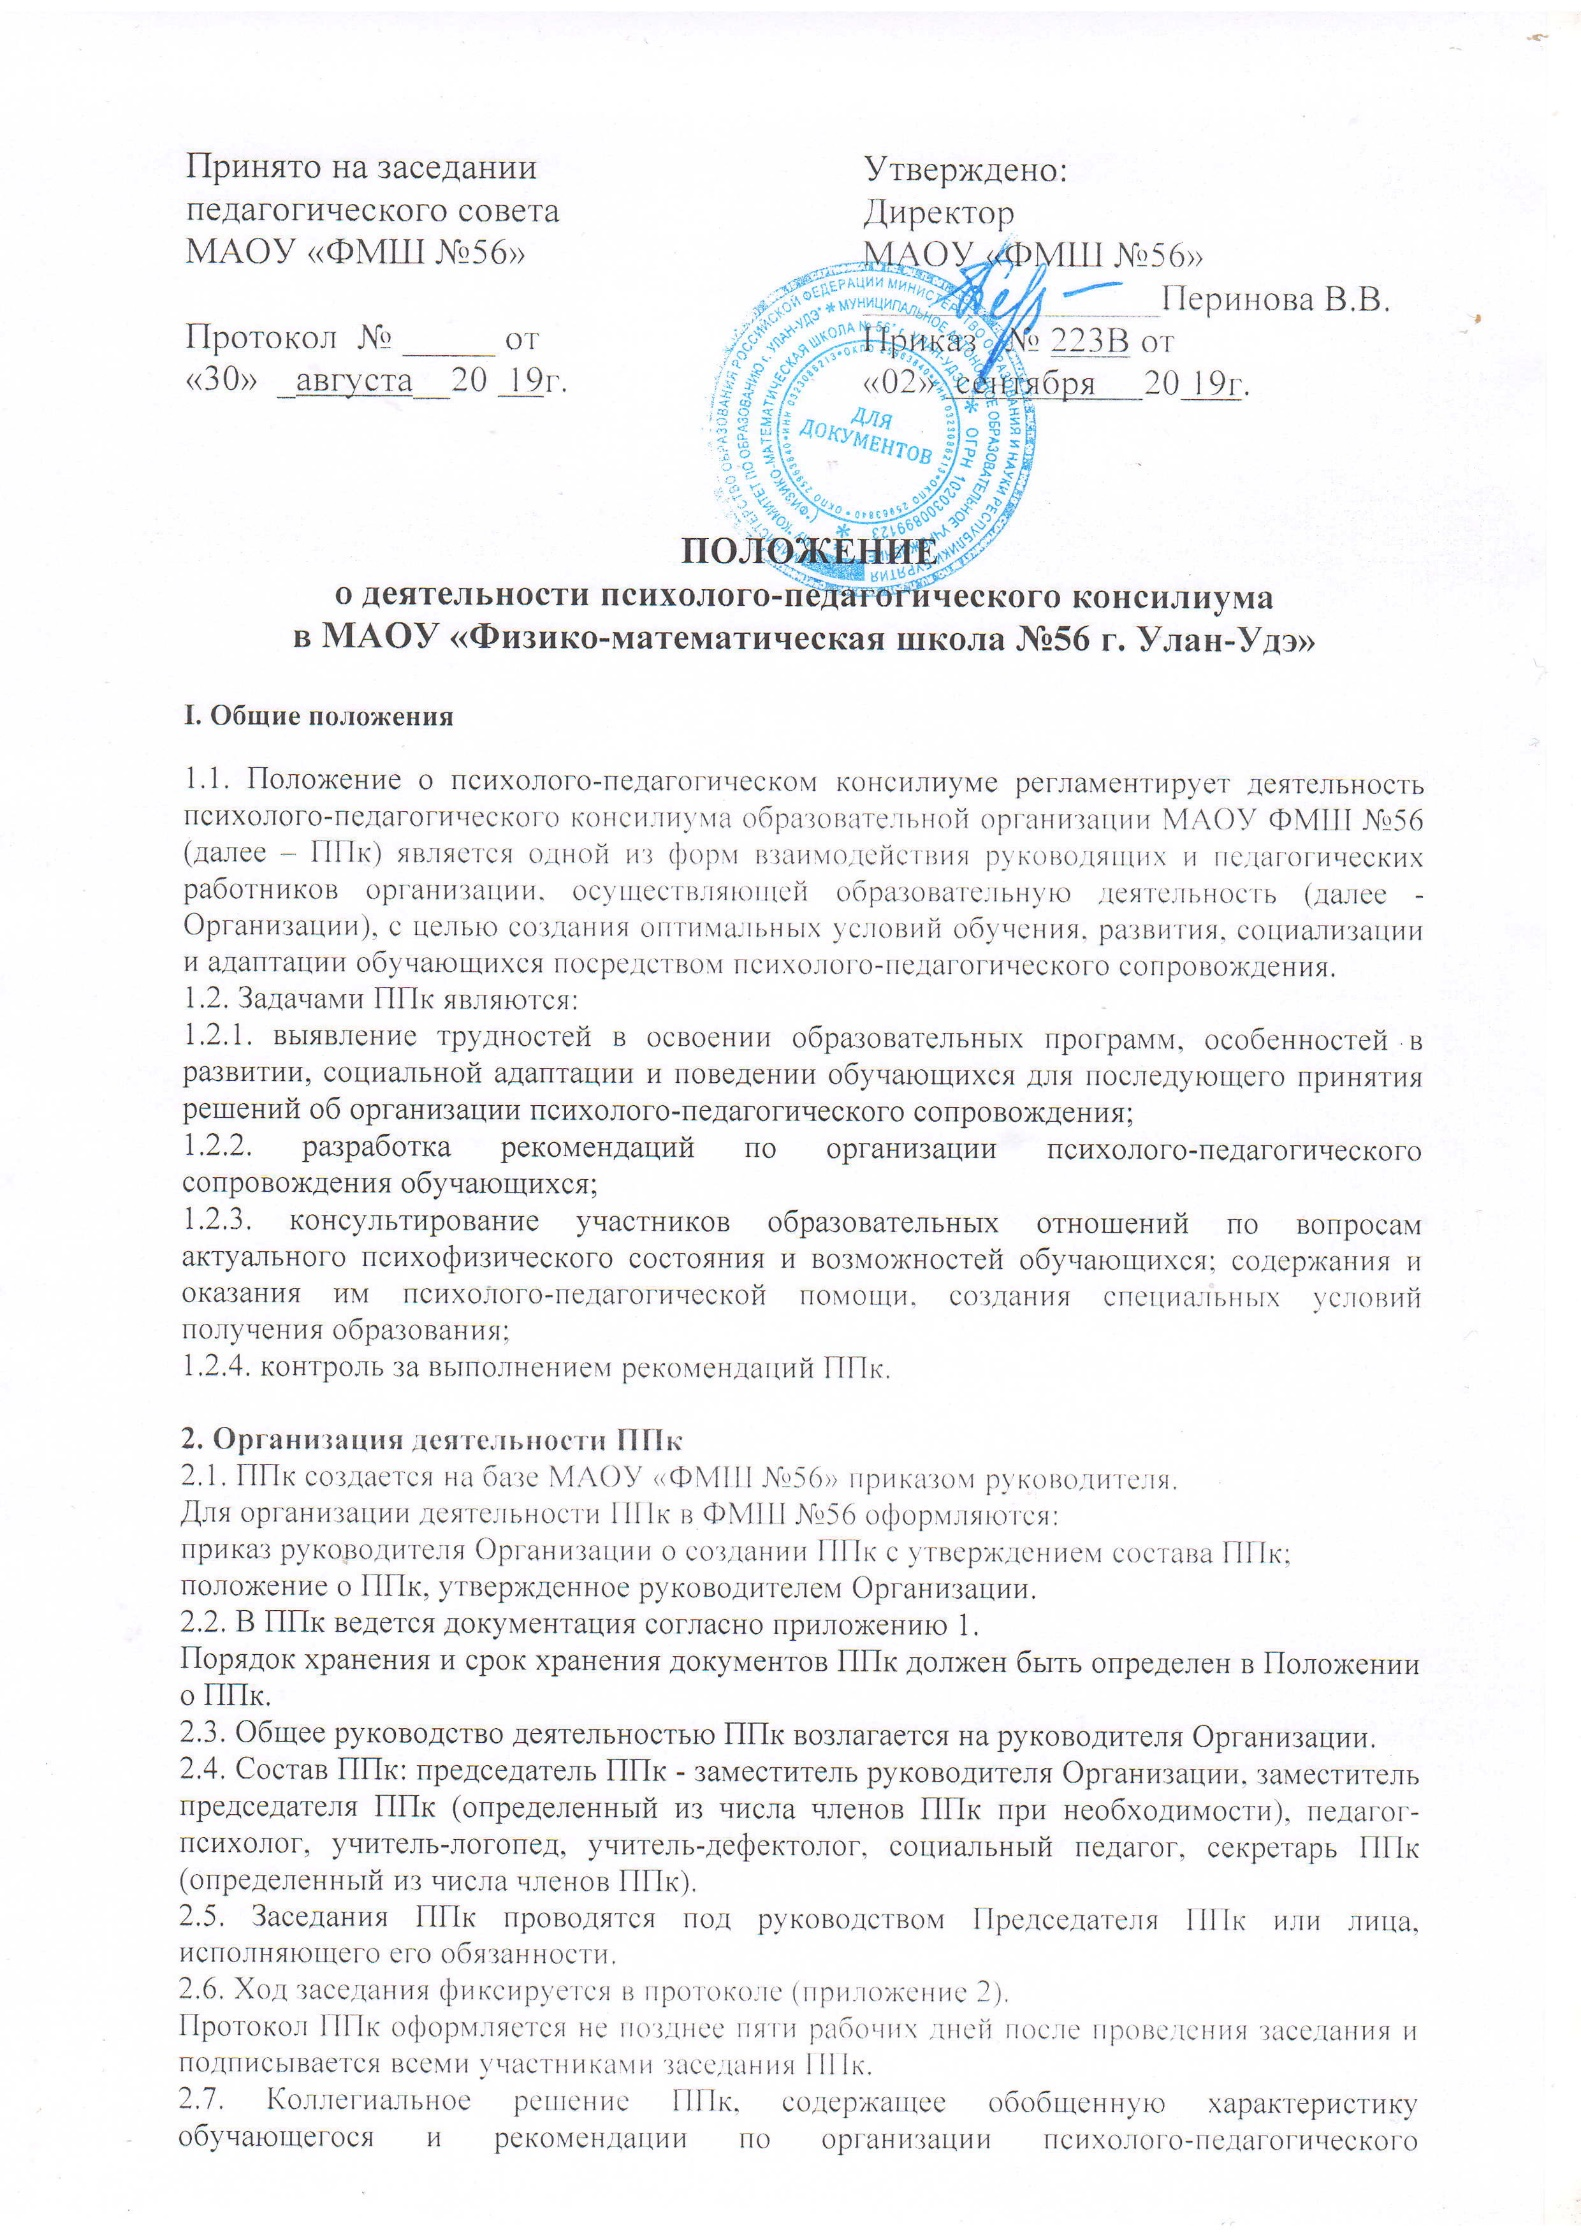 Принято на заседании
педагогического совета
МАОУ «ФМШ №56»
Протокол № ______ от
«30» _августа__20 _19г.
Утверждено:
Директор
МАОУ «ФМШ №56»
________________Перинова В.В.
Приказ № 223В от
«02»_сентября___20_19г.
ДЛЯ
ДОКУМЕНТОВ
ПОЛОЖЕНИЕ
о деятельности психолого-педагогического консилиума
в МАОУ «Физико-математическая школа №56 г. Улан-Удэ»
I. Общие положения
1.1. Положение о психолого-педагогическом консилиуме регламентирует деятельность
психолого-педагогического консилиума образовательной организации МАОУ ФМШ №56
(далее – ППк) является одной из форм взаимодействия руководящих и педагогических
работников организации, осуществляющей образовательную деятельность (далее -
Организации), с целью создания оптимальных условий обучения, развития, социализации
и адаптации обучающихся посредством психолого-педагогического сопровождения.
1.2. Задачами ППк являются:
1.2.1. выявление трудностей в освоении образовательных программ, особенностей в
развитии, социальной адаптации и поведении обучающихся для последующего принятия
решений об организации психолого-педагогического сопровождения;
1.2.2. разработка рекомендаций по организации психолого-педагогического
сопровождения обучающихся;
1.2.3. консультирование участников образовательных отношений по вопросам
актуального психофизического состояния и возможностей обучающихся; содержания и
оказания им психолого-педагогической помощи, создания специальных условий
получения образования;
1.2.4. контроль за выполнением рекомендаций ППк.
2. Организация деятельности ППк
2.1. ППк создается на базе МАОУ «ФМШ №56» приказом руководителя.
Для организации деятельности ППк в ФМШ №56 оформляются:
приказ руководителя Организации о создании ППк с утверждением состава ППк;
положение о ППк, утвержденное руководителем Организации.
2.2. В ППк ведется документация согласно приложению 1.
Порядок хранения и срок хранения документов ППк должен быть определен в Положении
о ППк.
2.3. Общее руководство деятельностью ППк возлагается на руководителя Организации.
2.4. Состав ППк: председатель ППк - заместитель руководителя Организации, заместитель
председателя ППк (определенный из числа членов ППк при необходимости), педагог-
психолог, учитель-логопед, учитель-дефектолог, социальный педагог, секретарь ППк
(определенный из числа членов ППк).
2.5. Заседания ППк проводятся под руководством Председателя ППк или лица,
исполняющего его обязанности.
2.6. Ход заседания фиксируется в протоколе (приложение 2).
Протокол ППк оформляется не позднее пяти рабочих дней после проведения заседания и
подписывается всеми участниками заседания ППк.
2.7. Коллегиальное решение ППк, содержащее обобщенную характеристику
обучающегося и рекомендации по организации психолого-педагогического